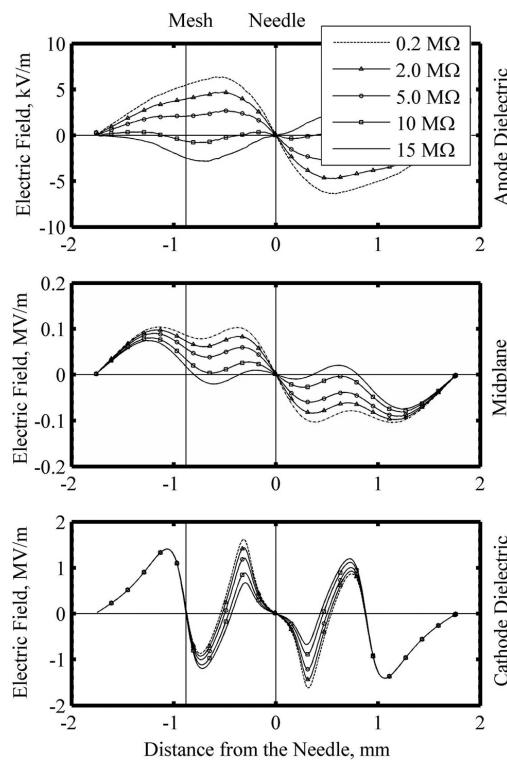 Mesh Needle
10
5
0
-5
-10
Electric Field, kV/m
0.2 MΩ
2.0 MΩ
5.0 MΩ
10 MΩ
15 MΩ
Anode Dielectric
-2 -1 0 1 2
0.2
0.1
0
-0.1
-0.2
Electric Field, MV/m
Midplane
-2 -1 0 1 2
2
1
0
-1
-2
Electric Field, MV/m
Cathode Dielectric
-2 -1 0 1 2
Distance from the Needle, mm